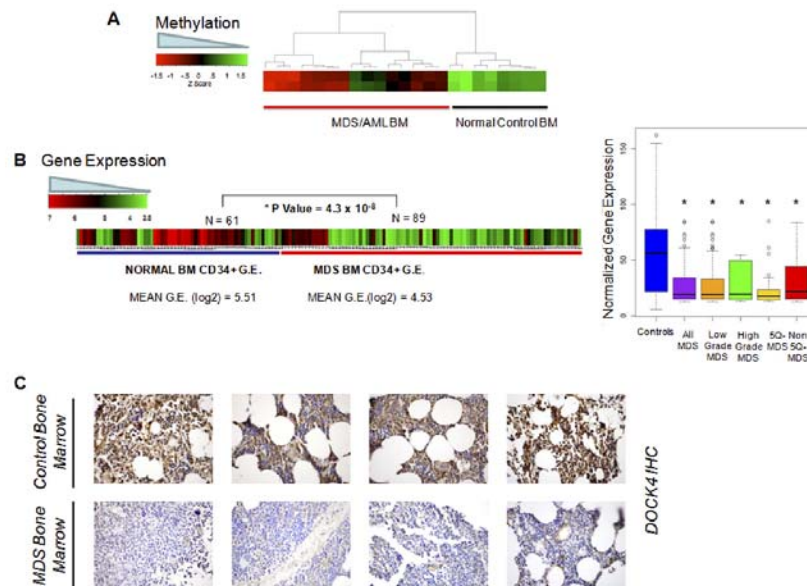 A
Methylation
-1.5 -1 -.5 0 .5 1 1.5
Z Score
MDS/AML BM
Normal Control BM
B
Gene Expression
7 6 5 4 3.8
* P Value = 4.3 x 10-8
N = 61
N = 89
NORMAL BM CD34+ G.E.
MDS BM CD34+ G.E.
MEAN G.E. (log2) = 5.51
MEAN G.E.(log2) = 4.53
Normalized Gene Expression
150
100
50
0
* * * * *
Controls
All MDS
Low Grade MDS
High Grade MDS
5Q- MDS
Non 5Q- MDS
C
Control Bone Marrow
MDS Bone Marrow
DOCK4 IHC